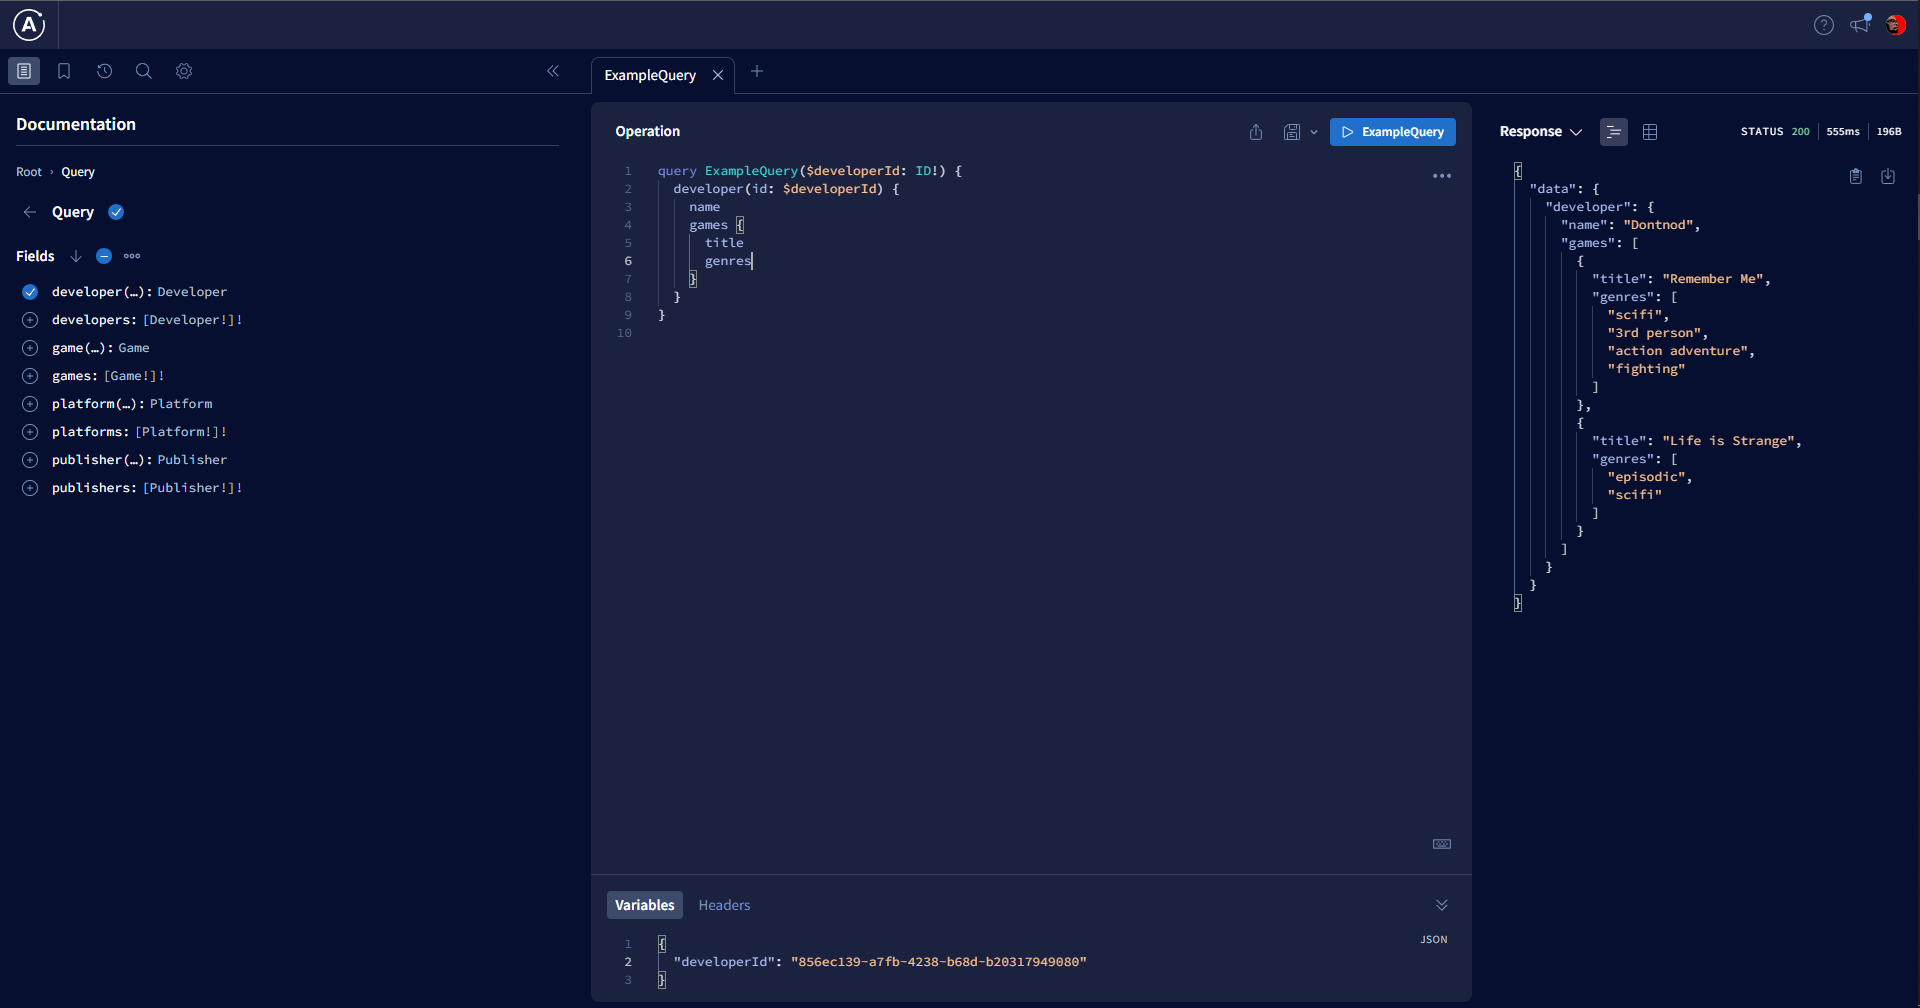 A
?
ExampleQuery
Documentation
Root › Query
Query
Fields
developer(…): Developer
developers: [Developer!]!
game(…): Game
games: [Game!]!
platform(…): Platform
platforms: [Platform!]!
publisher(…): Publisher
publishers: [Publisher!]!
Operation
ExampleQuery
1 query ExampleQuery($developerId: ID!) {
2 developer(id: $developerId) {
3 name
4 games {
5 title
6 genres
7 }
8 }
9 }
10
Variables Headers
JSON
1 {
2 "developerId": "856ec139-a7fb-4238-b68d-b20317949080"
3 }
Response
STATUS 200 555ms 196B
{
"data": {
"developer": {
"name": "Dontnod",
"games": [
{
"title": "Remember Me",
"genres": [
"scifi",
"3rd person",
"action adventure",
"fighting"
]
},
{
"title": "Life is Strange",
"genres": [
"episodic",
"scifi"
]
}
]
}
}
}